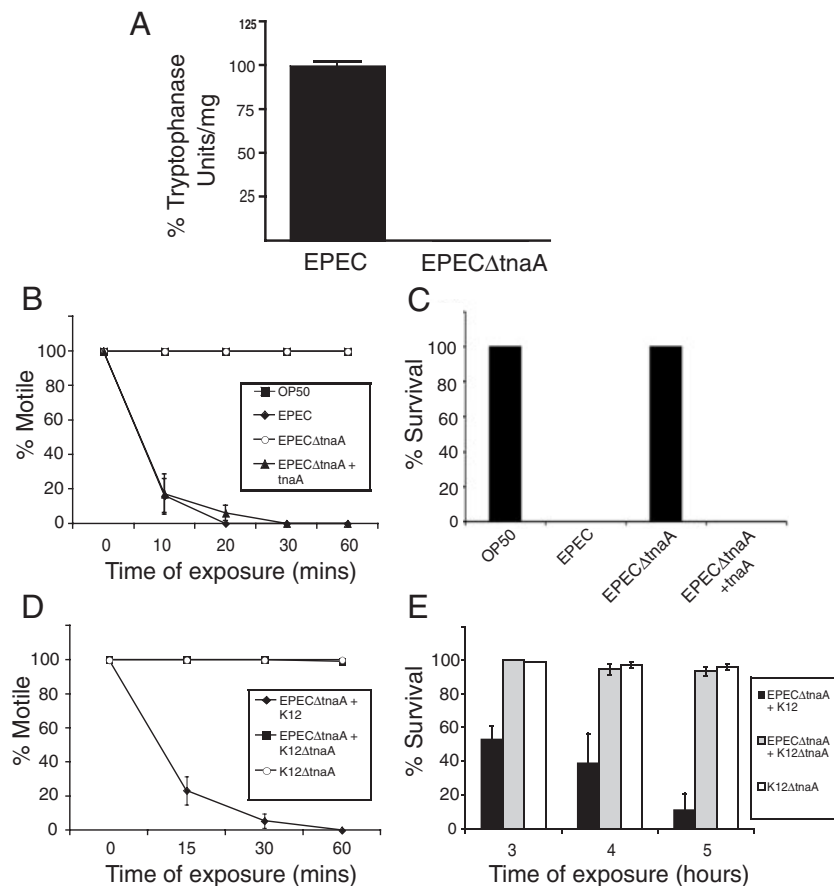 A
% Tryptophanase
Units/mg
125
100
75
50
25
EPEC
EPECΔtnaA
B
% Motile
100
80
60
40
20
0
OP50
EPEC
EPECΔtnaA
EPECΔtnaA +
tnaA
0
10
20
30
60
Time of exposure (mins)
C
% Survival
100
80
60
40
20
0
OP50
EPEC
EPECΔtnaA
EPECΔtnaA
+tnaA
D
% Motile
100
80
60
40
20
0
EPECΔtnaA +
K12
EPECΔtnaA +
K12ΔtnaA
K12ΔtnaA
0
15
30
60
Time of exposure (mins)
E
% Survival
100
80
60
40
20
0
EPECΔtnaA
+ K12
EPECΔtnaA
+ K12ΔtnaA
K12ΔtnaA
3
4
5
Time of exposure (hours)